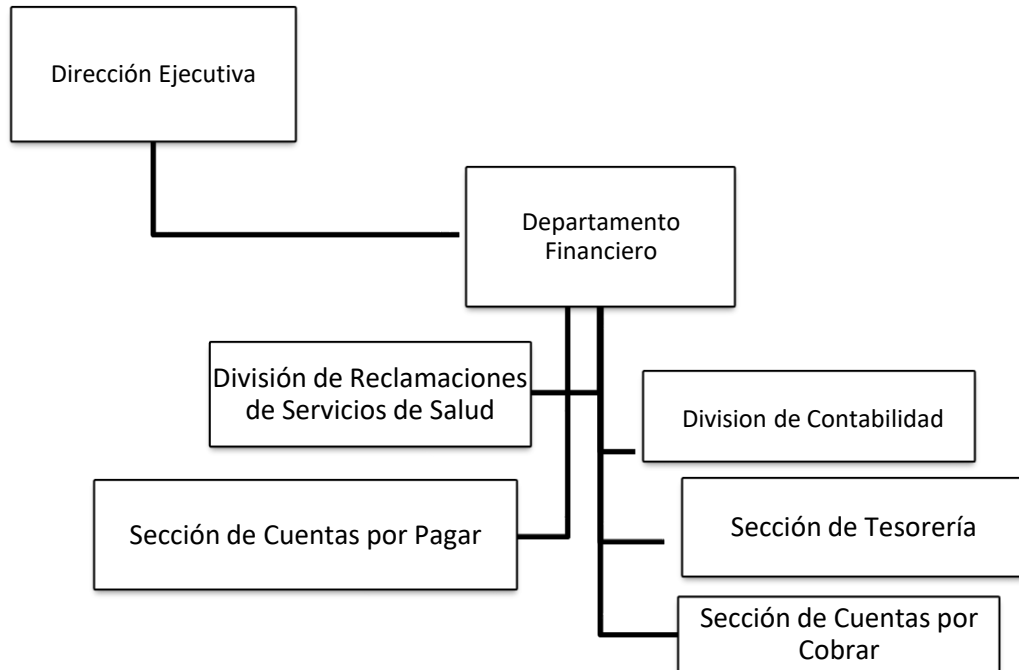 Dirección Ejecutiva
Departamento
Financiero
División de Reclamaciones
de Servicios de Salud
Division de Contabilidad
Sección de Cuentas por Pagar
Sección de Tesorería
Sección de Cuentas por
Cobrar